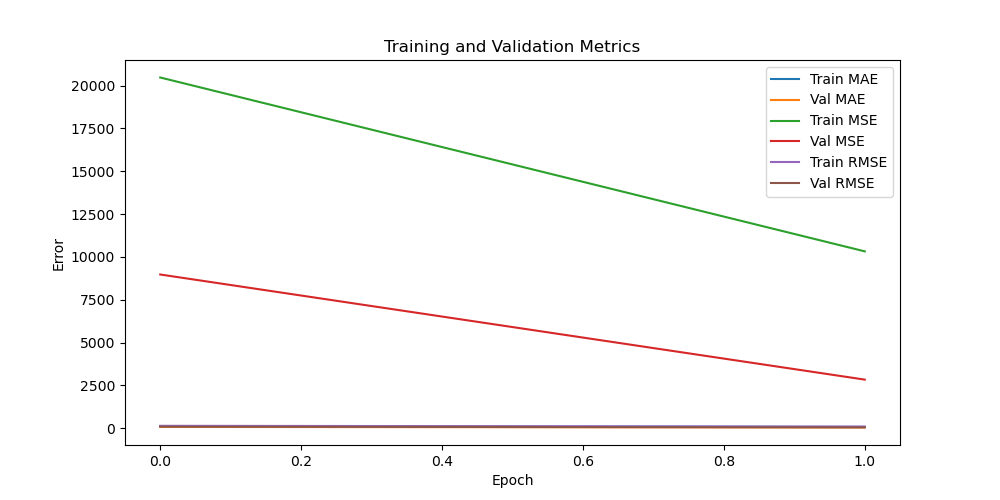 Training and Validation Metrics
20000
17500
15000
12500
10000
7500
5000
2500
0
Error
Train MAE
Val MAE
Train MSE
Val MSE
Train RMSE
Val RMSE
0.0 0.2 0.4 0.6 0.8 1.0
Epoch